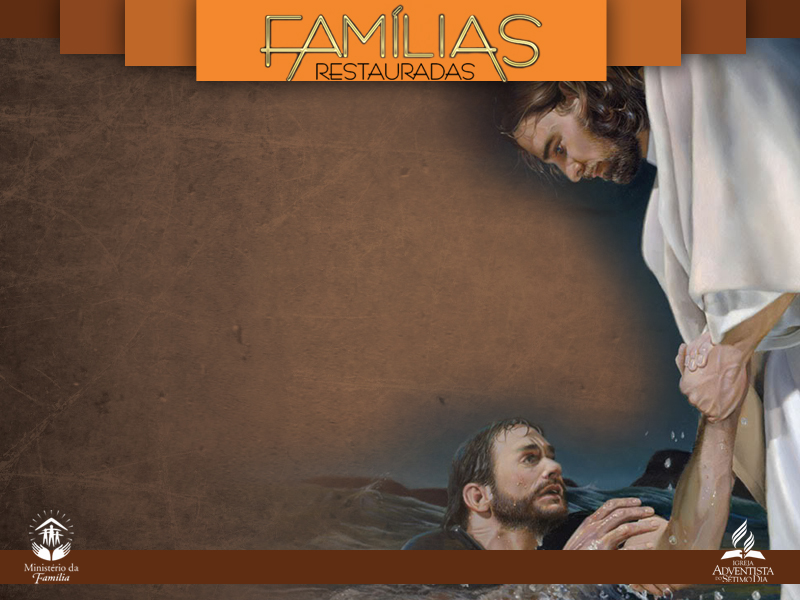 FAMÍLIAS
RESTAURADAS
Ministério da
Família
IGREJA
ADVENTISTA
DO SÉTIMO DIA